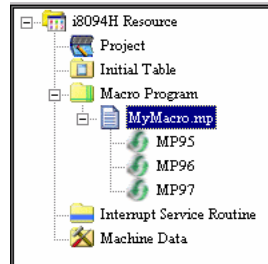 i8094H Resource
Project
Initial Table
Macro Program
MyMacro.mp
MP95
MP96
MP97
Interrupt Service Routine
Machine Data